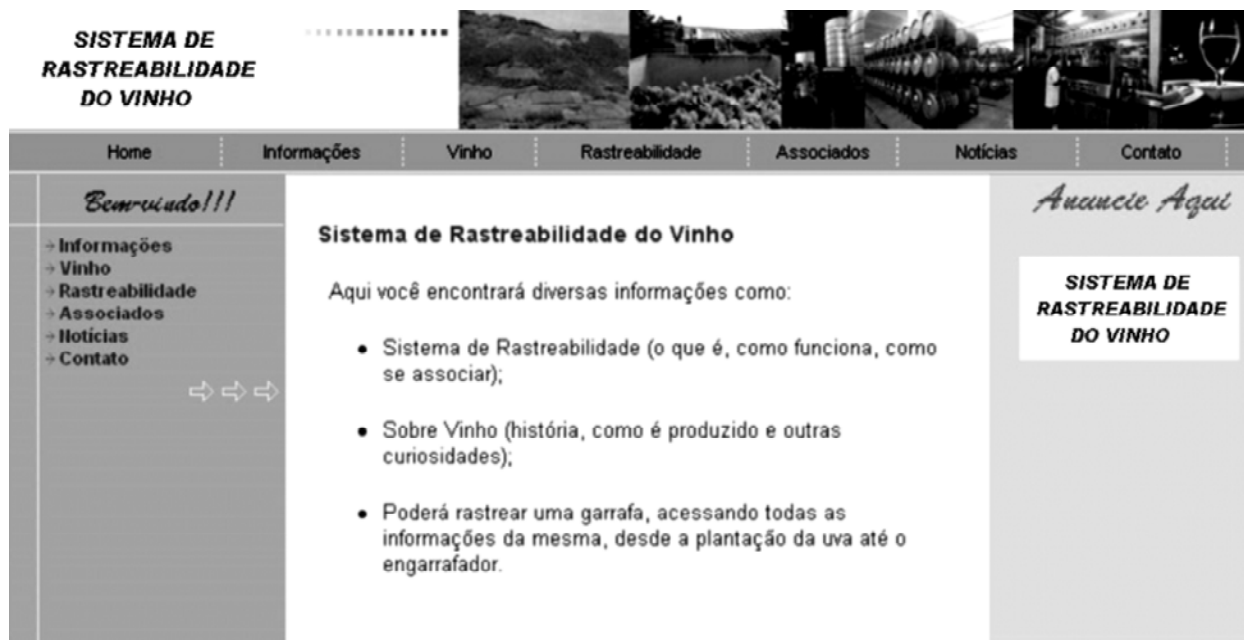 SISTEMA DE
RASTREABILIDADE
DO VINHO
Home Informações Vinho Rastreabilidade Associados Notícias Contato
Bem-vindo!!!
Informações
Vinho
Rastreabilidade
Associados
Notícias
Contato
Sistema de Rastreabilidade do Vinho
Aqui você encontrará diversas informações como:
• Sistema de Rastreabilidade (o que é, como funciona, como
se associar);
• Sobre Vinho (história, como é produzido e outras
curiosidades);
• Poderá rastrear uma garrafa, acessando todas as
informações da mesma, desde a plantação da uva até o
engarrafador.
Anuncie Aqui
SISTEMA DE
RASTREABILIDADE
DO VINHO